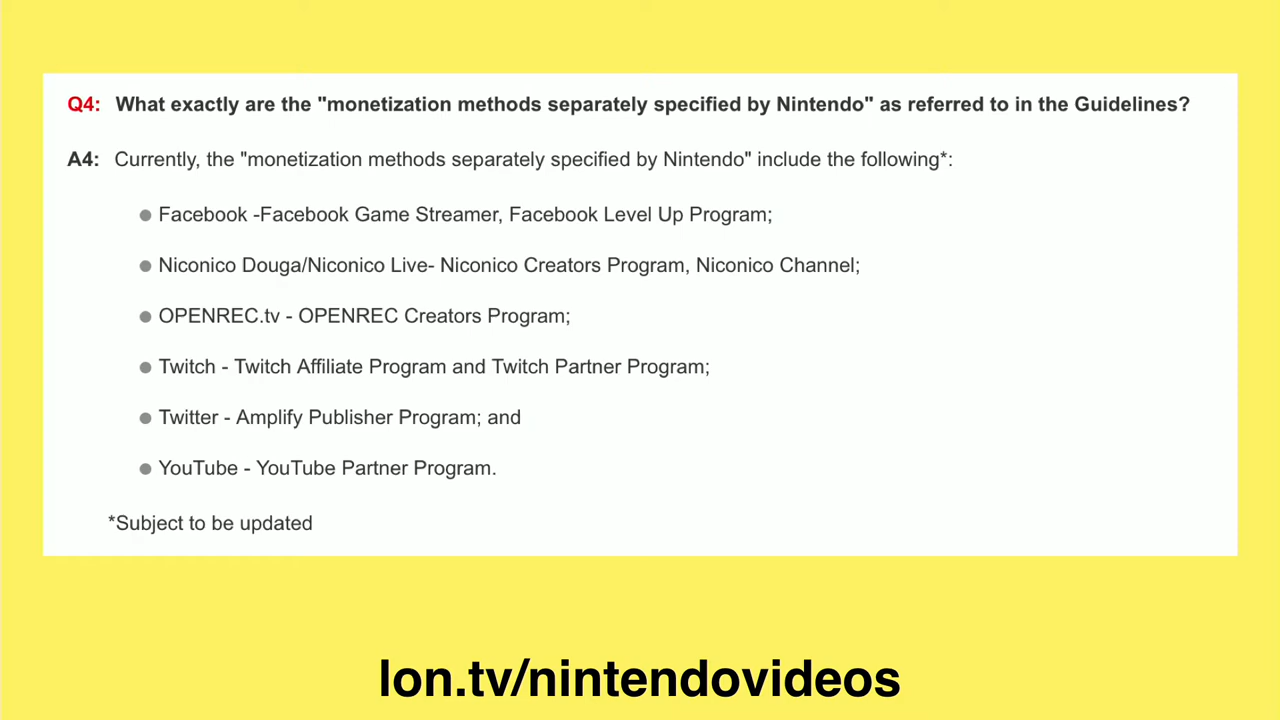 Q4: What exactly are the "monetization methods separately specified by Nintendo" as referred to in the Guidelines?
A4: Currently, the "monetization methods separately specified by Nintendo" include the following*:
● Facebook -Facebook Game Streamer, Facebook Level Up Program;
● Niconico Douga/Niconico Live- Niconico Creators Program, Niconico Channel;
● OPENREC.tv - OPENREC Creators Program;
● Twitch - Twitch Affiliate Program and Twitch Partner Program;
● Twitter - Amplify Publisher Program; and
● YouTube - YouTube Partner Program.
*Subject to be updated
lon.tv/nintendovideos